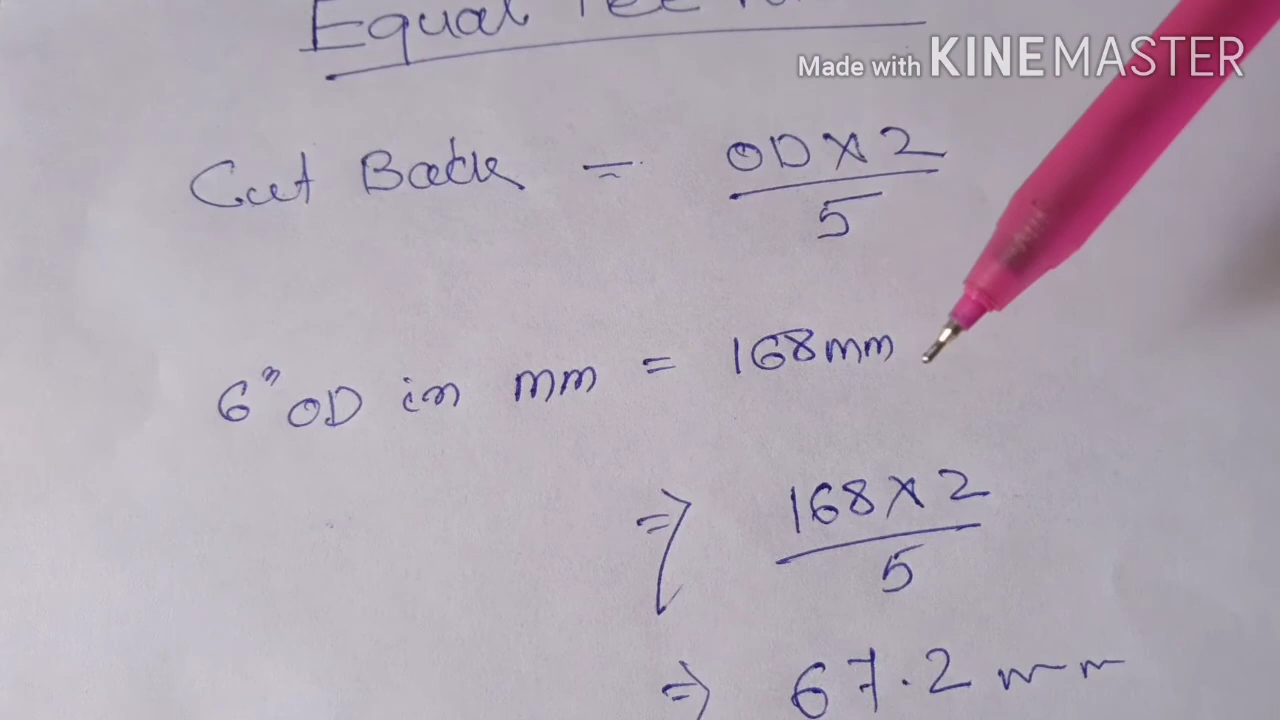 Equal
Made with KINEMASTER
Cut Back = OD X 2
5
6" OD in mm = 168mm
⇒ 168 X 2
5
⇒ 67.2 mm